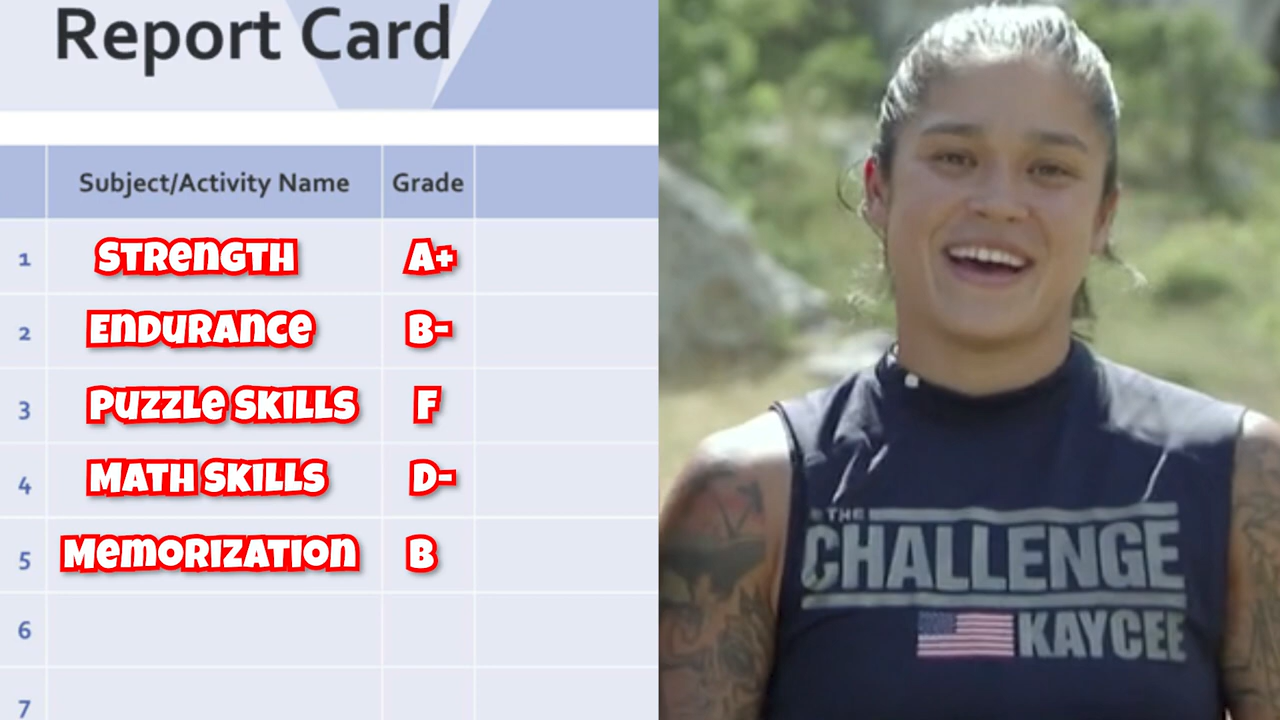 Report Card
Subject/Activity Name Grade
1 STRENGTH A+
2 ENDURANCE B-
3 PUZZLE SKILLS F
4 MATH SKILLS D-
5 MEMORIZATION B
6
7
THE
CHALLENGE
KAYCEE